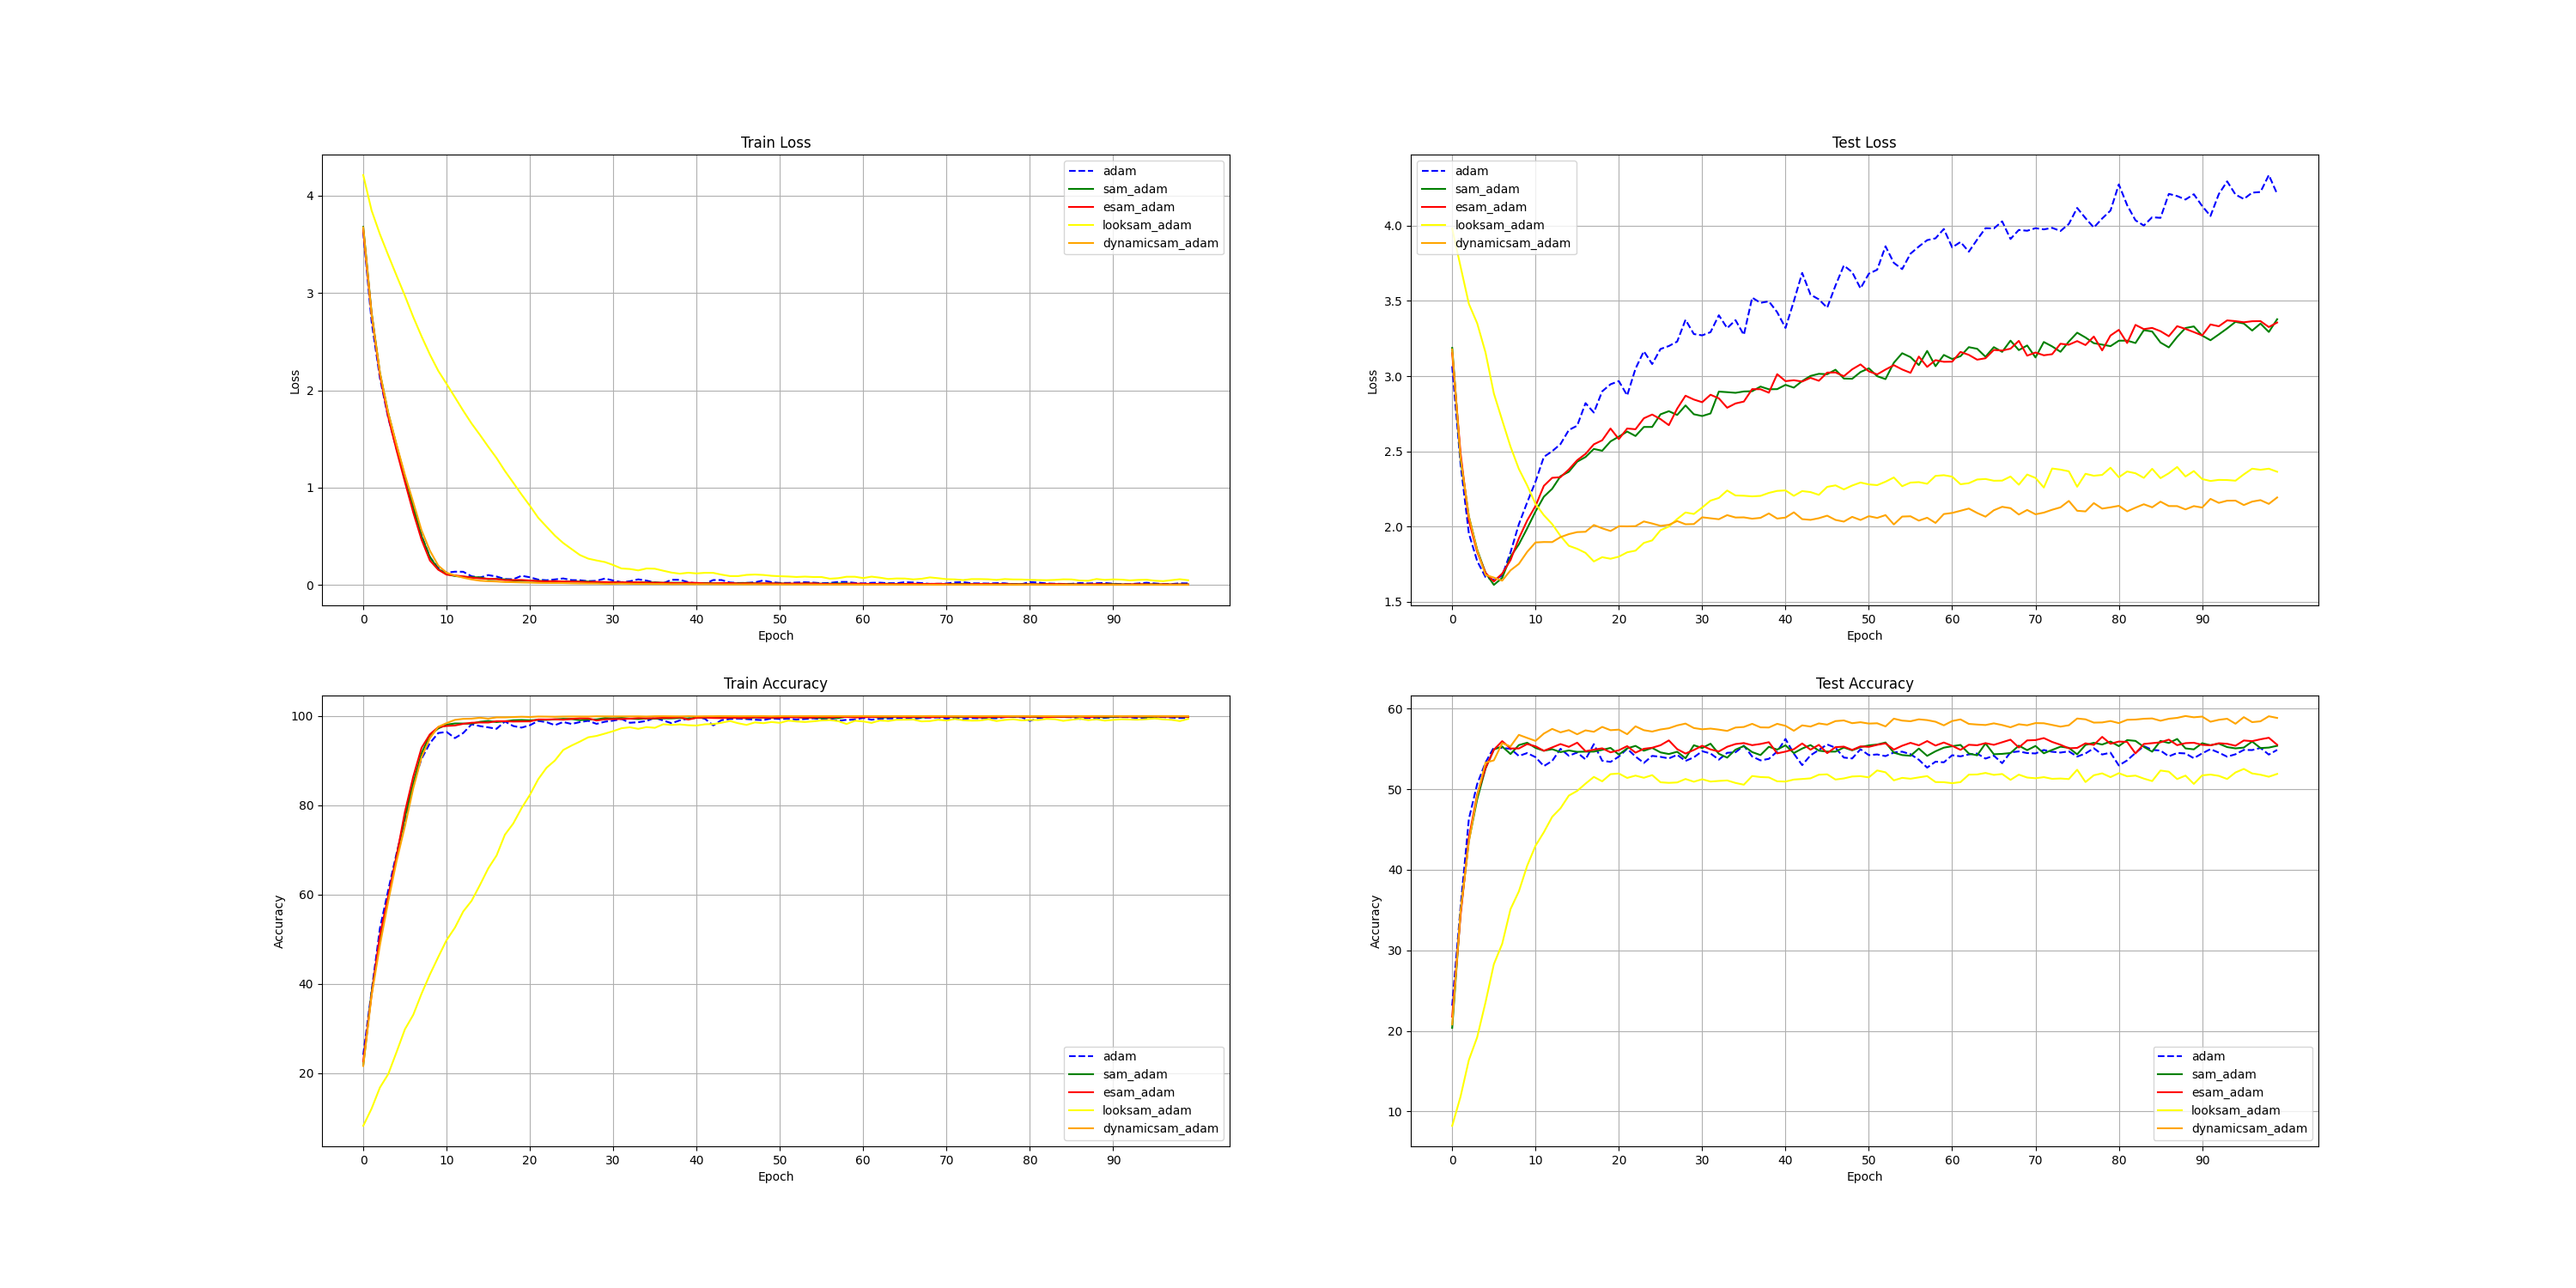 Train Loss
Loss
4
3
2
1
0
adam
sam_adam
esam_adam
looksam_adam
dynamicsam_adam
0 10 20 30 40 50 60 70 80 90
Epoch
Test Loss
Loss
4.0
3.5
3.0
2.5
2.0
1.5
adam
sam_adam
esam_adam
looksam_adam
dynamicsam_adam
0 10 20 30 40 50 60 70 80 90
Epoch
Train Accuracy
Accuracy
100
80
60
40
20
adam
sam_adam
esam_adam
looksam_adam
dynamicsam_adam
0 10 20 30 40 50 60 70 80 90
Epoch
Test Accuracy
Accuracy
60
50
40
30
20
10
adam
sam_adam
esam_adam
looksam_adam
dynamicsam_adam
0 10 20 30 40 50 60 70 80 90
Epoch